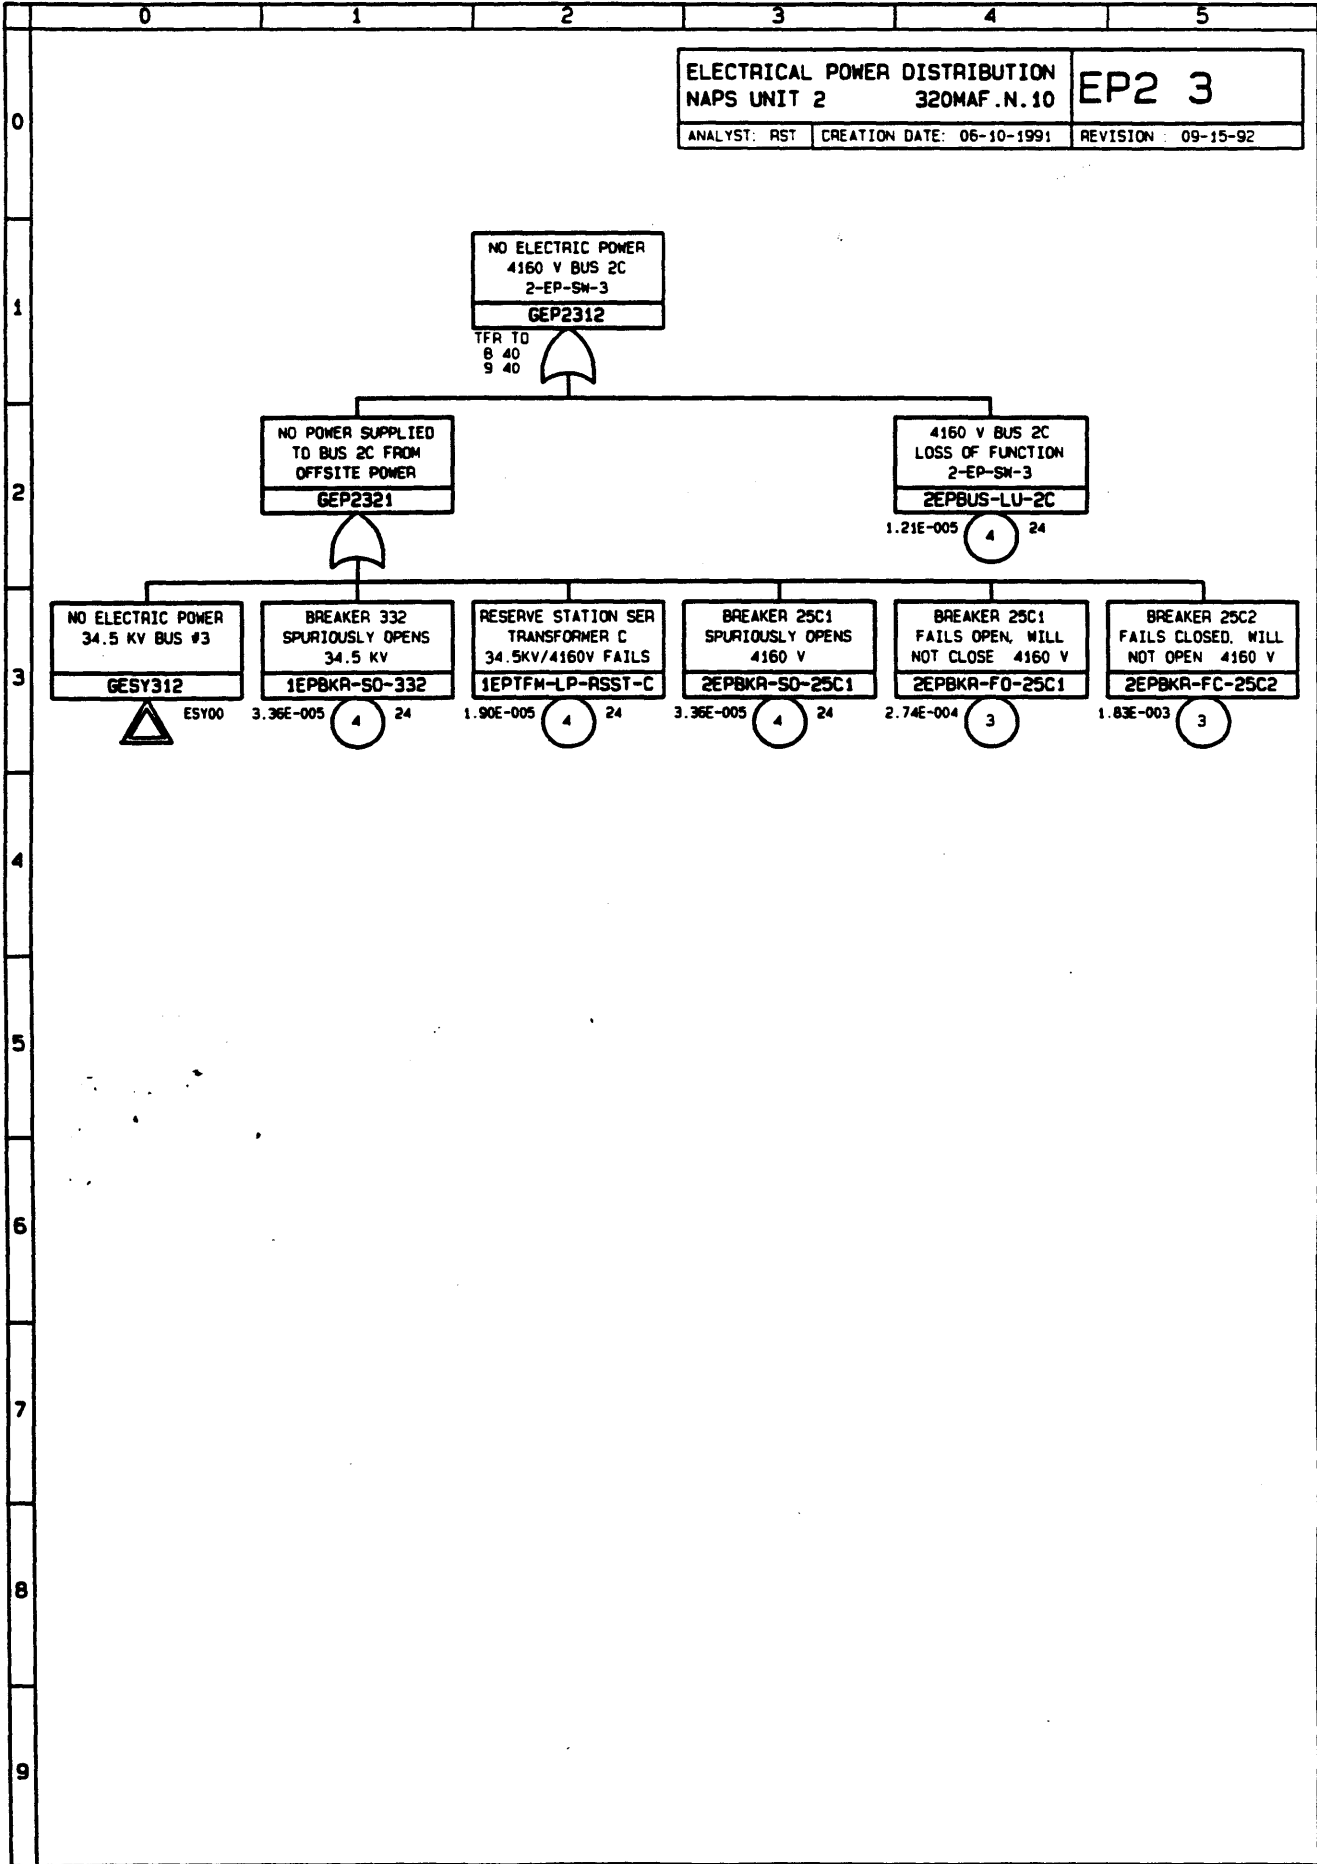 0 1 2 3 4 5
ELECTRICAL POWER DISTRIBUTION
NAPS UNIT 2 320MAF.N.10
EP2 3
ANALYST: RST CREATION DATE: 06-10-1991 REVISION : 09-15-92
0
NO ELECTRIC POWER
4160 V BUS 2C
2-EP-SW-3
GEP2312
TFR TO
8 40
9 40
1
NO POWER SUPPLIED
TO BUS 2C FROM
OFFSITE POWER
GEP2321
4160 V BUS 2C
LOSS OF FUNCTION
2-EP-SW-3
2EPBUS-LU-2C
1.21E-005 4 24
2
NO ELECTRIC POWER
34.5 KV BUS #3
GESY312
ESY00
BREAKER 332
SPURIOUSLY OPENS
34.5 KV
1EPBKR-SO-332
3.36E-005 4 24
RESERVE STATION SER
TRANSFORMER C
34.5KV/4160V FAILS
1EPTFM-LP-RSST-C
1.90E-005 4 24
BREAKER 25C1
SPURIOUSLY OPENS
4160 V
2EPBKR-SO-25C1
3.36E-005 4 24
BREAKER 25C1
FAILS OPEN, WILL
NOT CLOSE 4160 V
2EPBKR-FO-25C1
2.74E-004 3
BREAKER 25C2
FAILS CLOSED, WILL
NOT OPEN 4160 V
2EPBKR-FC-25C2
1.83E-003 3
3
4
5
6
7
8
9